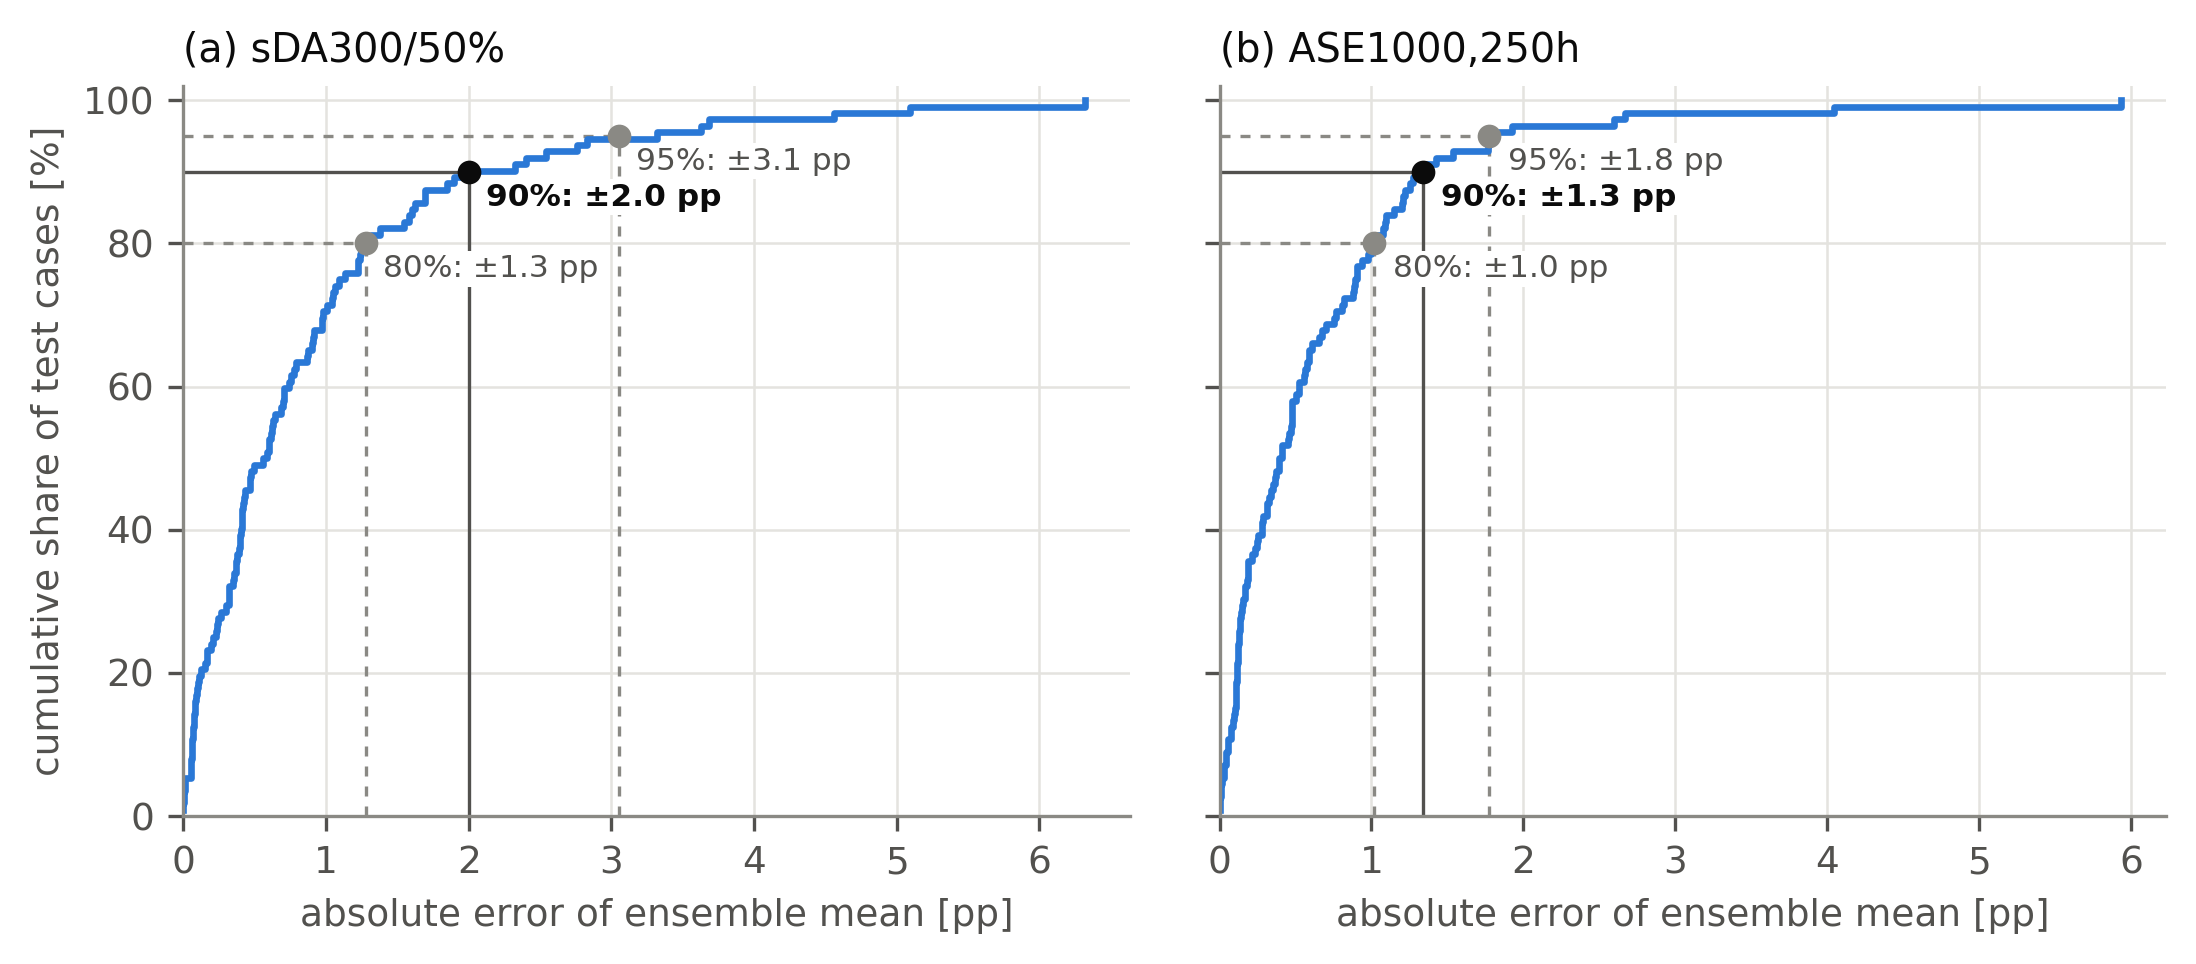 (a) sDA300/50%
(b) ASE1000,250h
cumulative share of test cases [%]
100
80
60
40
20
0
95%: ±3.1 pp
90%: ±2.0 pp
80%: ±1.3 pp
0 1 2 3 4 5 6
absolute error of ensemble mean [pp]
95%: ±1.8 pp
90%: ±1.3 pp
80%: ±1.0 pp
0 1 2 3 4 5 6
absolute error of ensemble mean [pp]